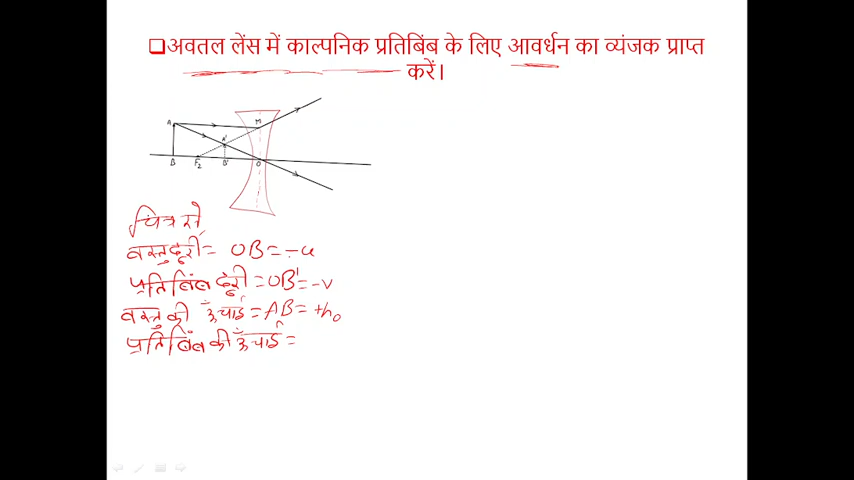 ❑अवतल लेंस में काल्पनिक प्रतिबिंब के लिए आवर्धन का व्यंजक प्राप्त
करें।
A M
A'
B F2 B' O
चित्र से,
वस्तु दूरी = OB = -u
प्रतिबिंब दूरी = OB' = -v
वस्तु की ऊँचाई = AB = +h₀
प्रतिबिंब की ऊँचाई =